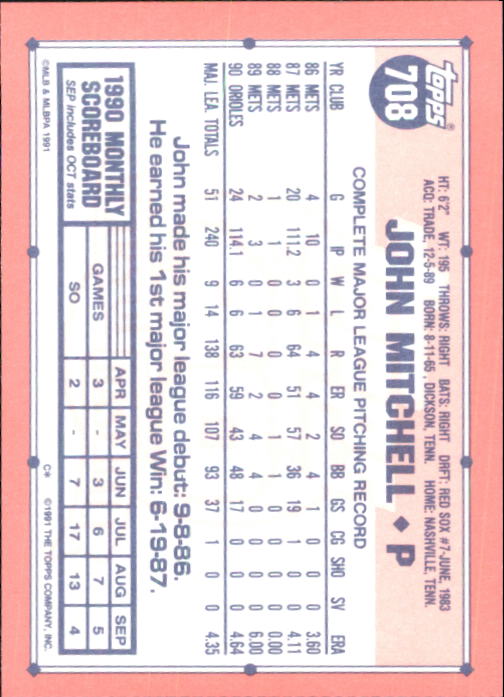 topps®
708
HT: 6'2" WT: 195 THROWS: RIGHT BATS: RIGHT DRFT: RED SOX #7-JUNE, 1983
ACQ: TRADE, 12-5-89 BORN: 8-11-65, DICKSON, TENN. HOME: NASHVILLE, TENN.
JOHN MITCHELL ♦ P
COMPLETE MAJOR LEAGUE PITCHING RECORD
YR CLUB G IP W L R ER SO BB GS CG SHO SV ERA
86 METS 4 10 0 1 4 4 2 4 1 0 0 0 3.60
87 METS 20 111.2 3 6 64 51 57 36 19 1 0 0 4.11
88 METS 1 1 0 0 0 0 1 1 0 0 0 0 0.00
89 METS 2 3 0 1 7 2 4 4 0 0 0 0 6.00
90 ORIOLES 24 114.1 6 6 63 59 43 48 17 0 0 0 4.64
MAJ. LEA. TOTALS 51 240 9 14 138 116 107 93 37 1 0 0 4.35
John made his major league debut: 9-8-86.
He earned his 1st major league Win: 6-19-87.
1990 MONTHLY
SCOREBOARD
SEP includes OCT stats
APR MAY JUN JUL AUG SEP
GAMES 3 - 3 6 7 5
SO 2 - 7 17 13 4
©MLB & MLBPA 1991 C* ©1991 THE TOPPS COMPANY, INC.